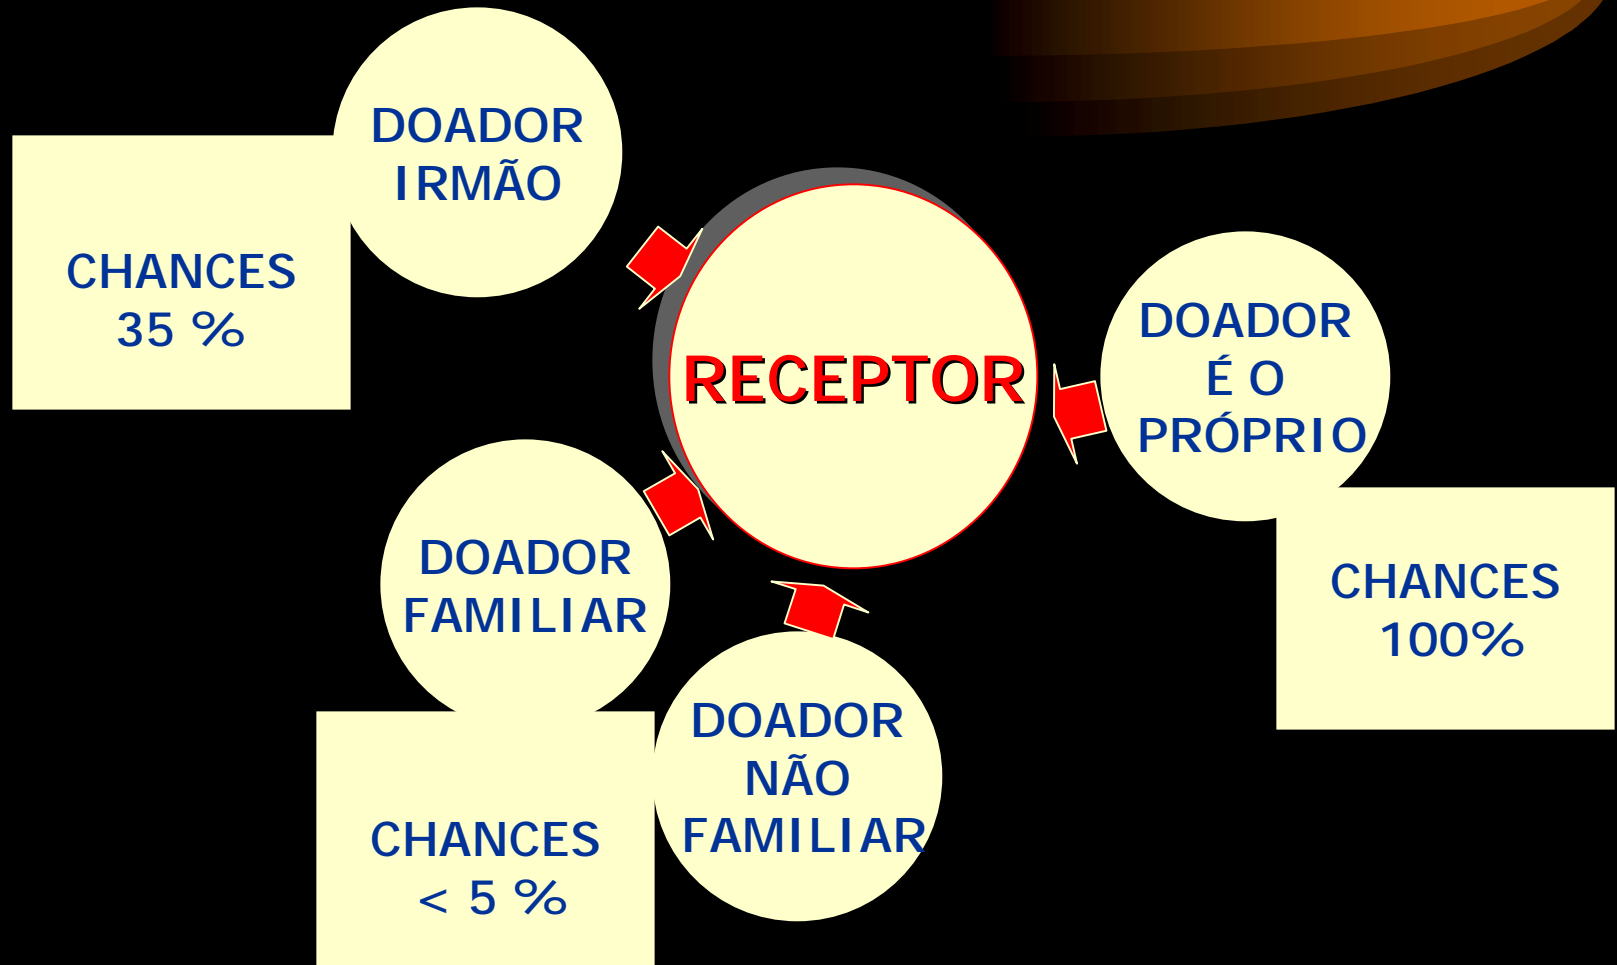 DOADOR
IRMÃO
CHANCES
35 %
RECEPTOR
DOADOR
É O
PRÓPRIO
CHANCES
100%
DOADOR
FAMILIAR
CHANCES
< 5 %
DOADOR
NÃO
FAMILIAR